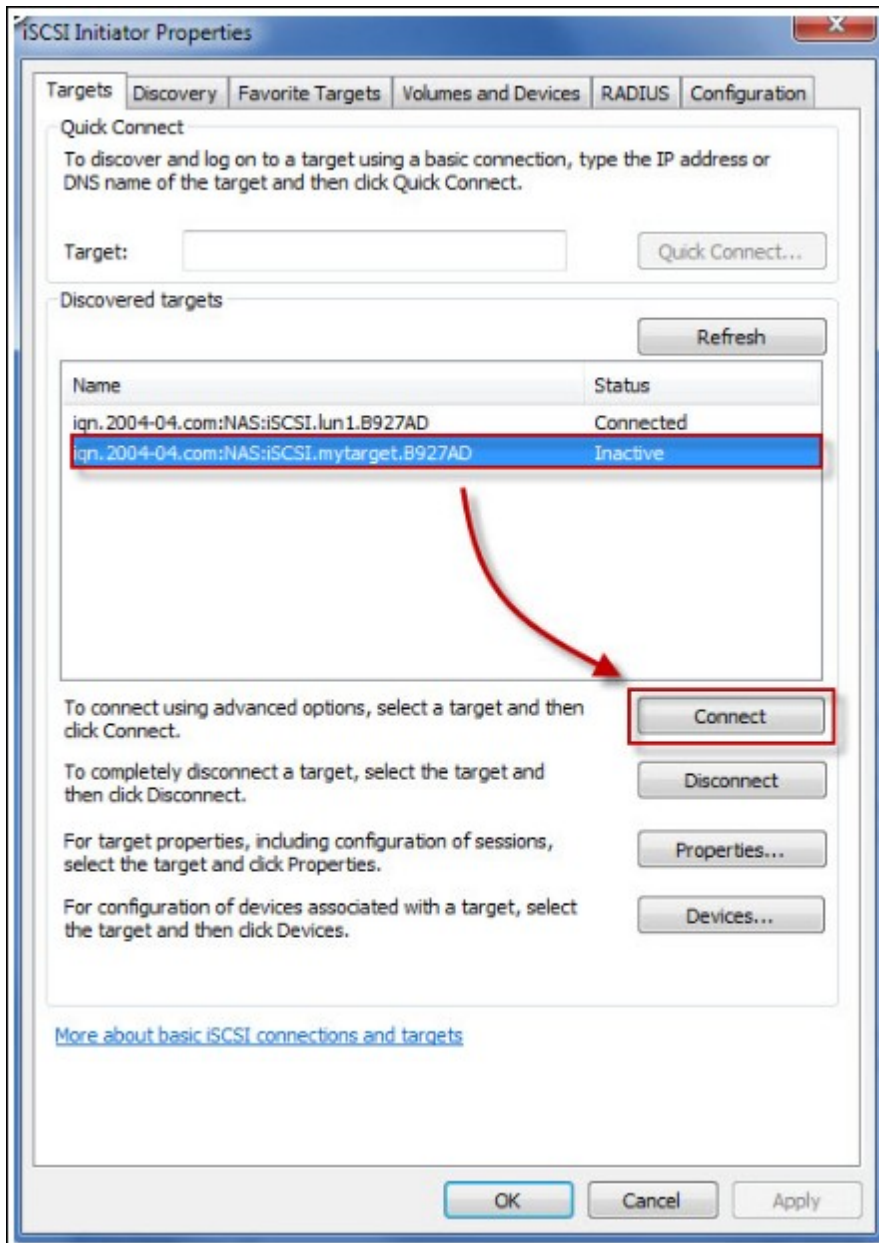 iSCSI Initiator Properties
Targets Discovery Favorite Targets Volumes and Devices RADIUS Configuration
Quick Connect
To discover and log on to a target using a basic connection, type the IP address or
DNS name of the target and then click Quick Connect.
Target:
Quick Connect...
Discovered targets
Refresh
Name Status
iqn.2004-04.com:NAS:iSCSI.lun1.B927AD Connected
iqn.2004-04.com:NAS:iSCSI.mytarget.B927AD Inactive
To connect using advanced options, select a target and then
click Connect.
Connect
To completely disconnect a target, select the target and
then click Disconnect.
Disconnect
For target properties, including configuration of sessions,
select the target and click Properties.
Properties...
For configuration of devices associated with a target, select
the target and then click Devices.
Devices...
More about basic iSCSI connections and targets
OK Cancel Apply